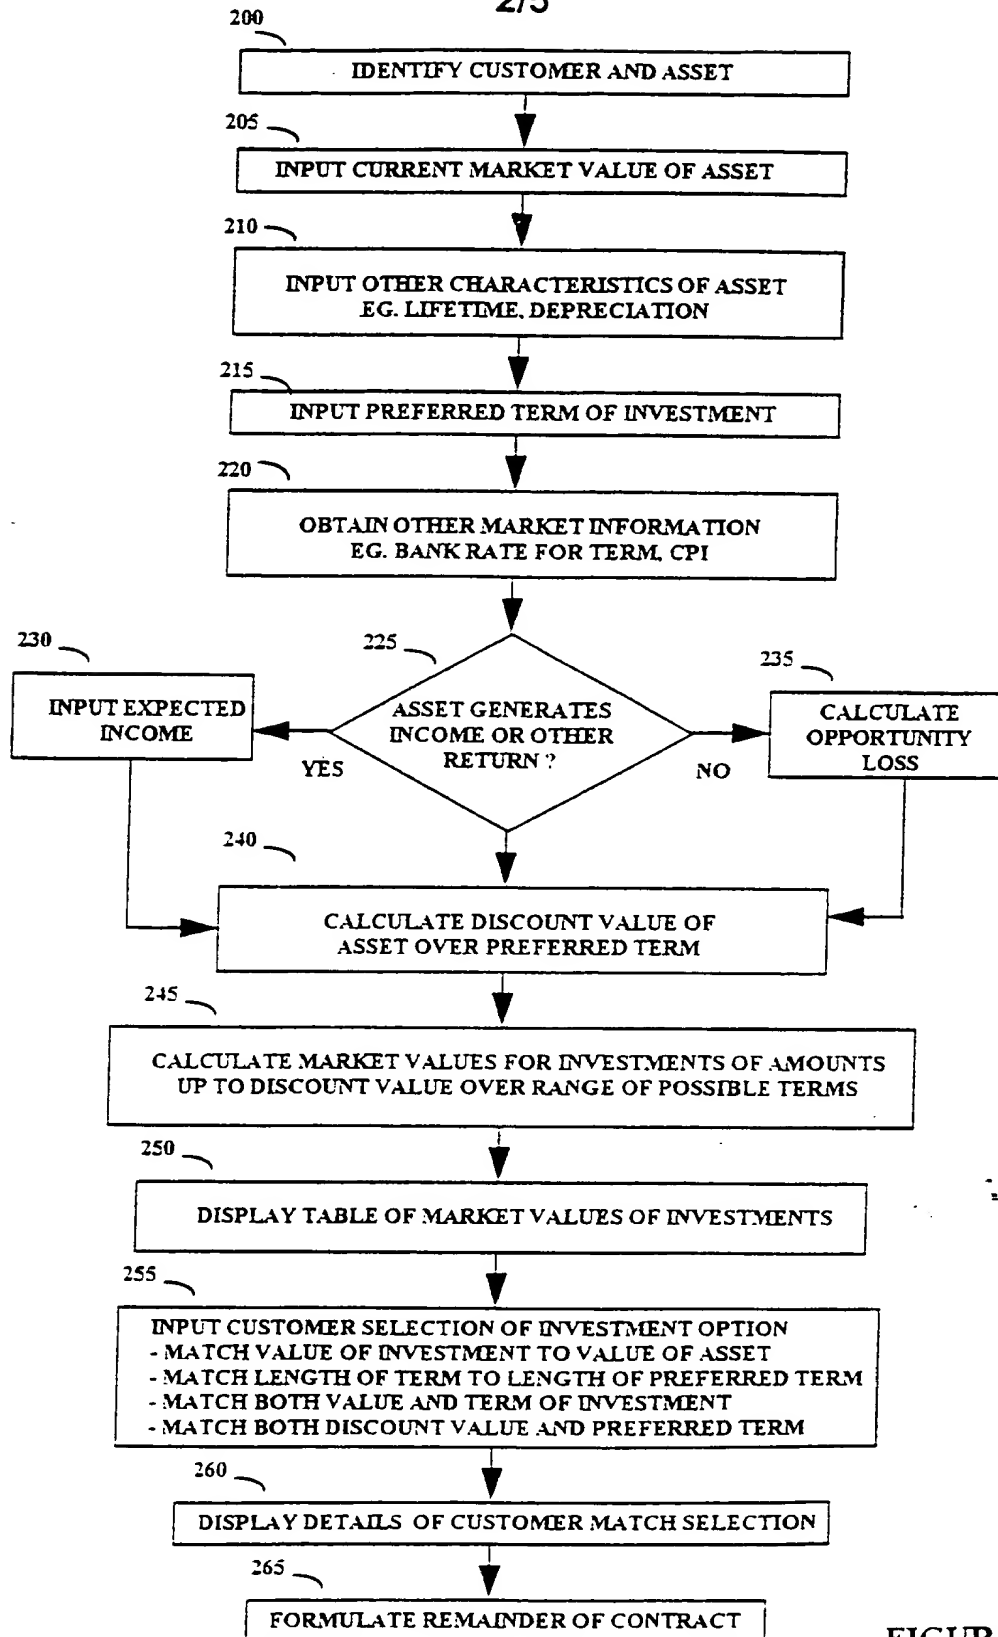 2/5
200
IDENTIFY CUSTOMER AND ASSET
205
INPUT CURRENT MARKET VALUE OF ASSET
210
INPUT OTHER CHARACTERISTICS OF ASSET
EG. LIFETIME, DEPRECIATION
215
INPUT PREFERRED TERM OF INVESTMENT
220
OBTAIN OTHER MARKET INFORMATION
EG. BANK RATE FOR TERM, CPI
225
ASSET GENERATES
INCOME OR OTHER
RETURN ?
230
INPUT EXPECTED
INCOME
YES
NO
235
CALCULATE
OPPORTUNITY
LOSS
240
CALCULATE DISCOUNT VALUE OF
ASSET OVER PREFERRED TERM
245
CALCULATE MARKET VALUES FOR INVESTMENTS OF AMOUNTS
UP TO DISCOUNT VALUE OVER RANGE OF POSSIBLE TERMS
250
DISPLAY TABLE OF MARKET VALUES OF INVESTMENTS
255
INPUT CUSTOMER SELECTION OF INVESTMENT OPTION
- MATCH VALUE OF INVESTMENT TO VALUE OF ASSET
- MATCH LENGTH OF TERM TO LENGTH OF PREFERRED TERM
- MATCH BOTH VALUE AND TERM OF INVESTMENT
- MATCH BOTH DISCOUNT VALUE AND PREFERRED TERM
260
DISPLAY DETAILS OF CUSTOMER MATCH SELECTION
265
FORMULATE REMAINDER OF CONTRACT